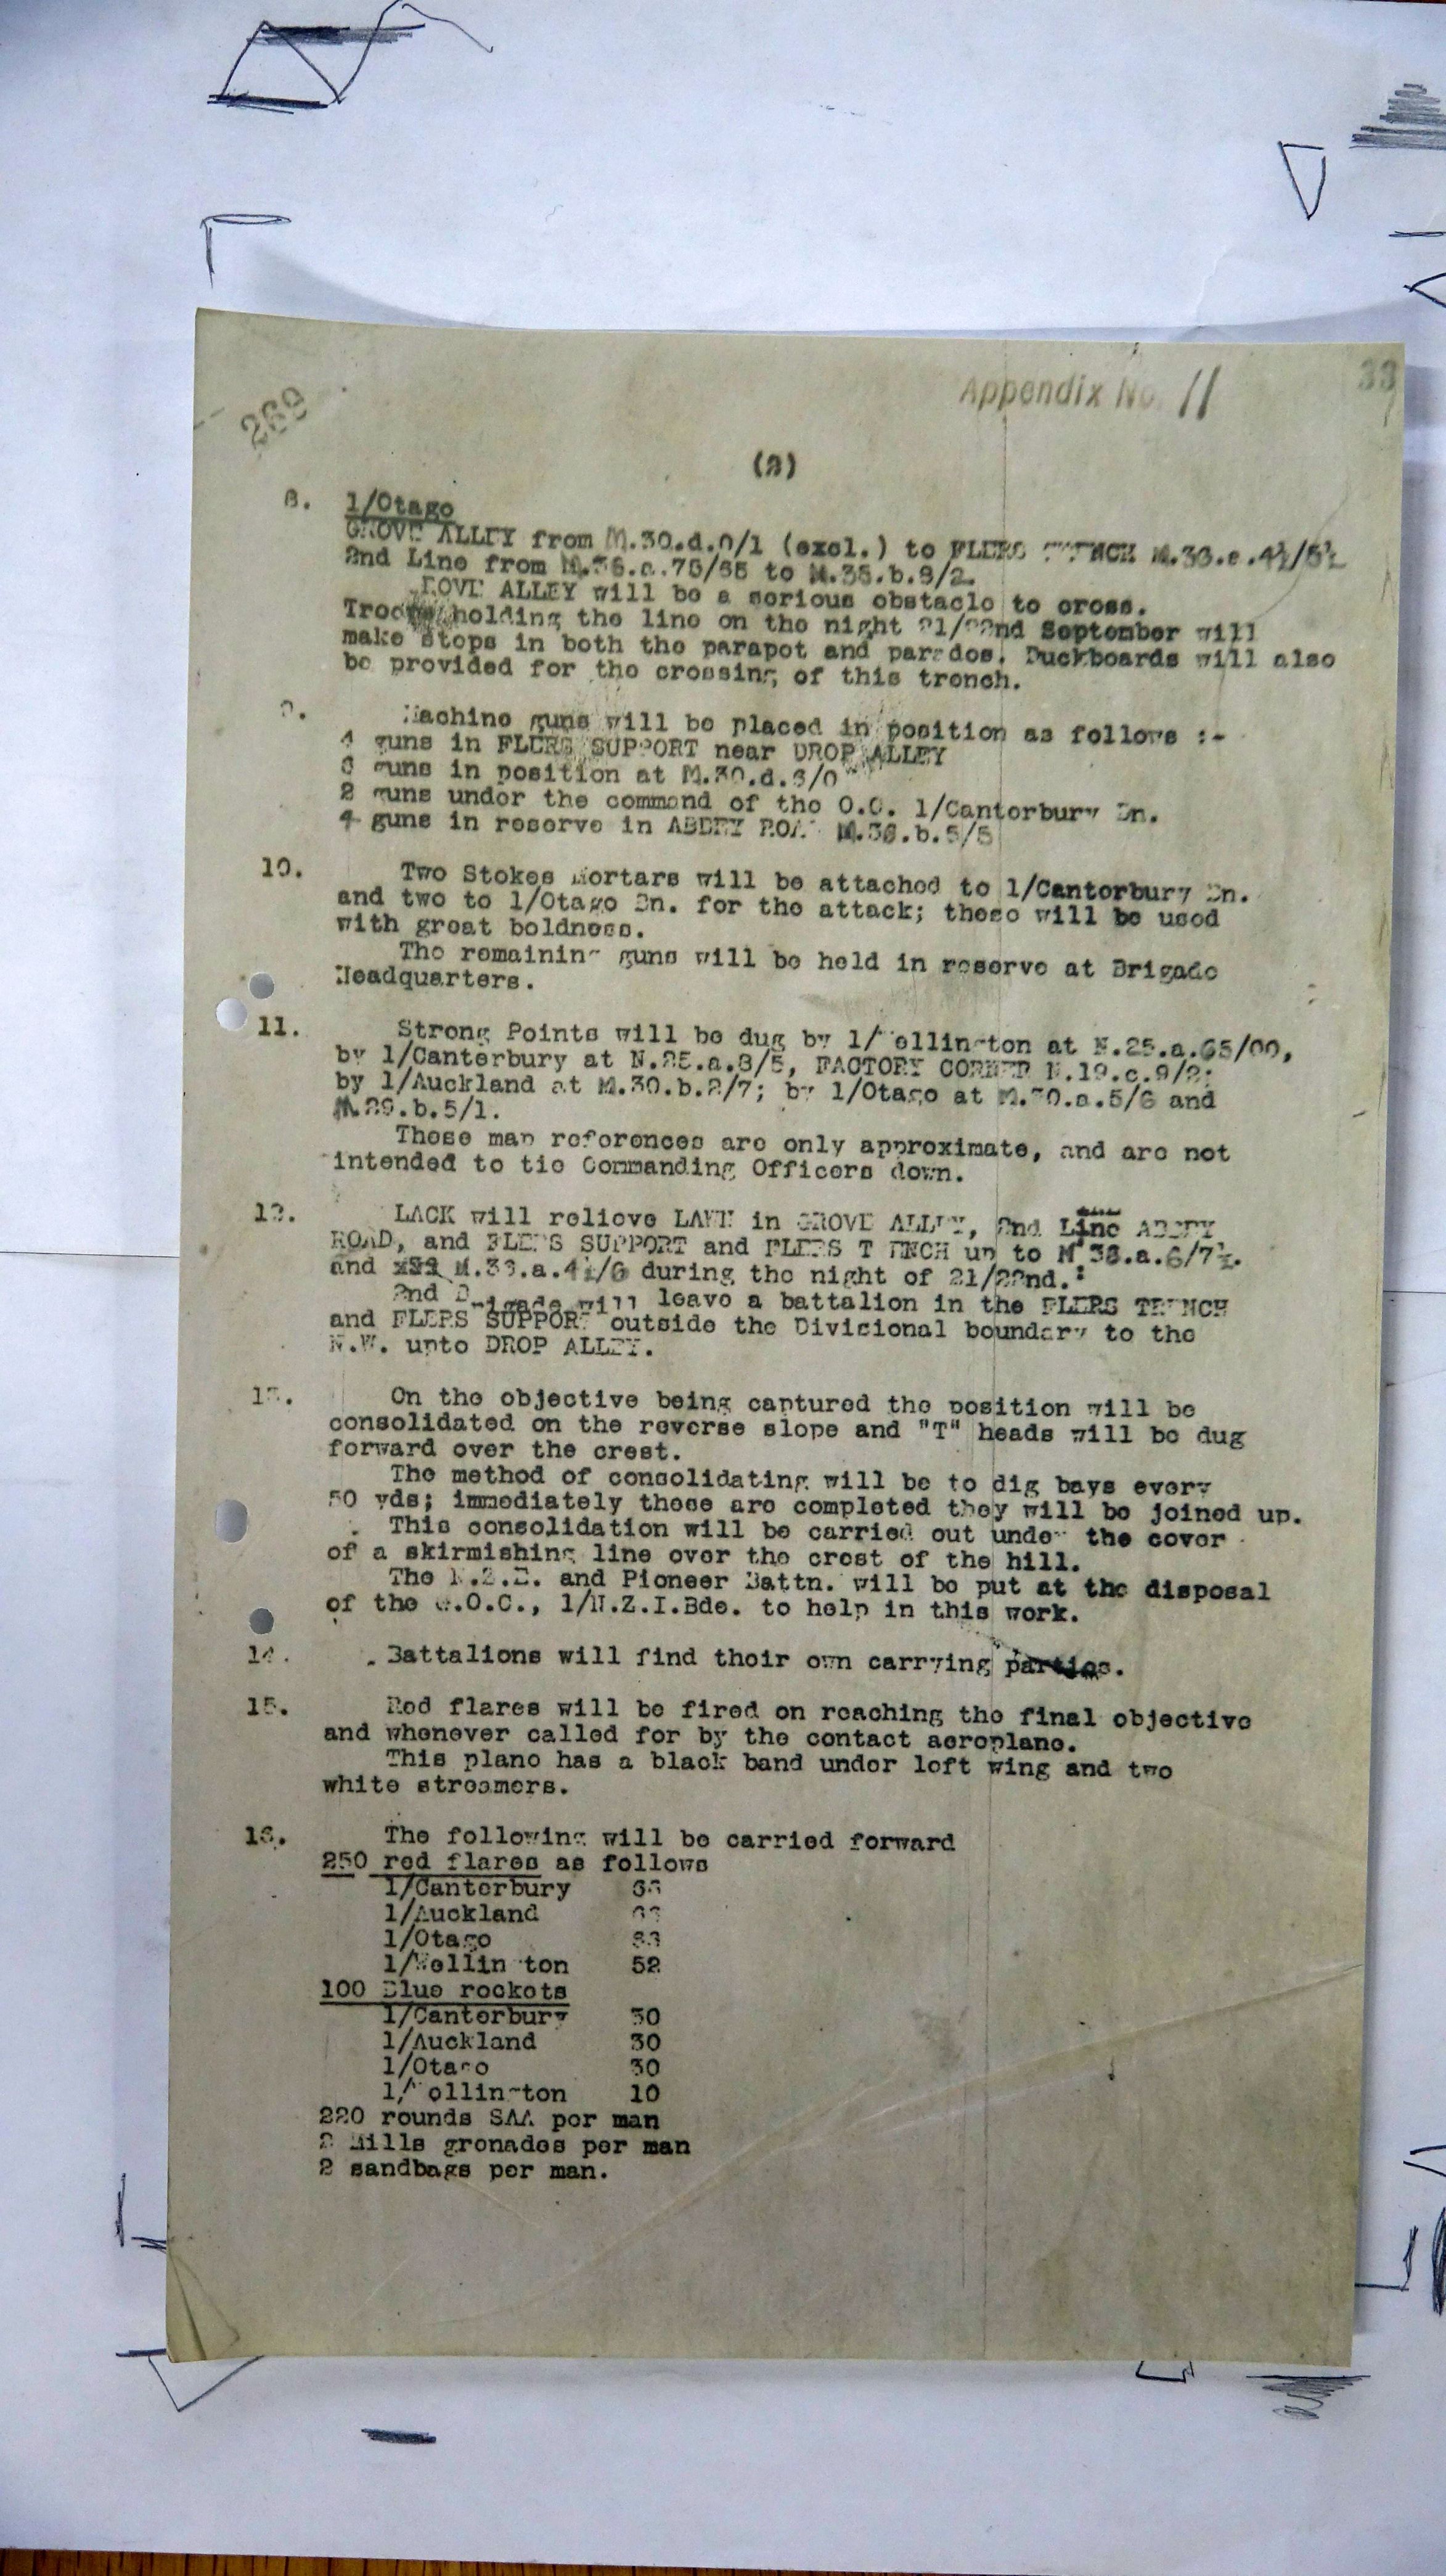 269
Appendix No. 11
33
(2)
8. 1/Otago
GROVE ALLEY from M.30.d.0/1 (excl.) to FLERS TRENCH M.36.a.4½/5½
2nd Line from M.36.a.75/65 to M.36.b.8/2.
ROVE ALLEY will be a serious obstacle to cross.
Troops holding the line on the night 21/22nd September will
make stops in both the parapet and parados. Duckboards will also
be provided for the crossing of this trench.
9. Machine guns will be placed in position as follows :-
4 guns in FLERS SUPPORT near DROP ALLEY
6 guns in position at M.30.d.8/0
2 guns under the command of the O.C. 1/Canterbury Bn.
4 guns in reserve in ABBEY ROAD M.36.b.5/5
10. Two Stokes Mortars will be attached to 1/Canterbury Bn.
and two to 1/Otago Bn. for the attack; these will be used
with great boldness.
The remaining guns will be held in reserve at Brigade
Headquarters.
11. Strong Points will be dug by 1/Wellington at N.25.a.65/00,
by 1/Canterbury at N.25.a.8/5, FACTORY CORNER N.19.c.9/2;
by 1/Auckland at M.30.b.2/7; by 1/Otago at M.30.a.5/6 and
M.29.b.5/1.
These map references are only approximate, and are not
intended to tie Commanding Officers down.
12. LACK will relieve LAWN in GROVE ALLEY, 2nd Line ABBEY
ROAD, and FLERS SUPPORT and FLERS TRENCH up to M 36.a.6/7½.
and M.36.a.4½/6 during the night of 21/22nd.
2nd Brigade will leave a battalion in the FLERS TRENCH
and FLERS SUPPORT outside the Divisional boundary to the
N.W. upto DROP ALLEY.
13. On the objective being captured the position will be
consolidated on the reverse slope and "T" heads will be dug
forward over the crest.
The method of consolidating will be to dig bays every
50 yds; immediately these are completed they will be joined up.
This consolidation will be carried out under the cover
of a skirmishing line over the crest of the hill.
The N.Z.E. and Pioneer Battn. will be put at the disposal
of the G.O.C., 1/N.Z.I.Bde. to help in this work.
14. Battalions will find their own carrying parties.
15. Red flares will be fired on reaching the final objective
and whenever called for by the contact aeroplane.
This plane has a black band under left wing and two
white streamers.
16. The following will be carried forward
250 red flares as follows
1/Canterbury 66
1/Auckland 66
1/Otago 66
1/Wellington 52
100 Blue rockets
1/Canterbury 30
1/Auckland 30
1/Otago 30
1/Wellington 10
220 rounds SAA per man
2 Mills grenades per man
2 sandbags per man.